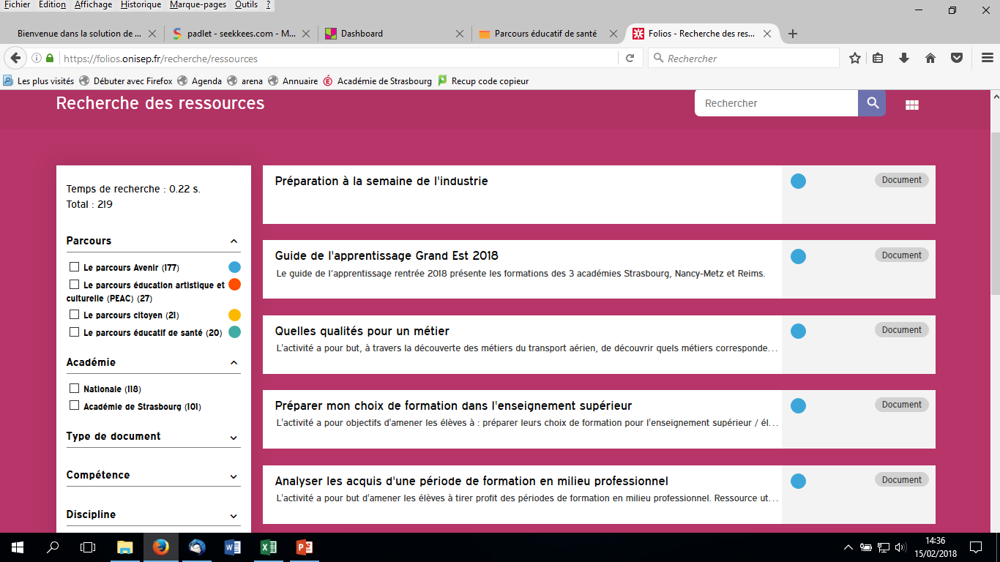 Fichier Edition Affichage Historique Marque-pages Outils ?
Bienvenue dans la solution de ... padlet - seekkees.com - M... Dashboard Parcours éducatif de santé Folios - Recherche des res...
https://folios.onisep.fr/recherche/ressources Rechercher
Les plus visités Débuter avec Firefox Agenda arena Annuaire Académie de Strasbourg Recup code copieur
Recherche des ressources
Rechercher
Temps de recherche : 0.22 s.
Total : 219
Parcours
Le parcours Avenir (177)
Le parcours éducation artistique et
culturelle (PEAC) (27)
Le parcours citoyen (21)
Le parcours éducatif de santé (20)
Académie
Nationale (118)
Académie de Strasbourg (101)
Type de document
Compétence
Discipline
Préparation à la semaine de l'industrie
Document
Guide de l'apprentissage Grand Est 2018
Document
Le guide de l'apprentissage rentrée 2018 présente les formations des 3 académies Strasbourg, Nancy-Metz et Reims.
Quelles qualités pour un métier
Document
L'activité a pour but, à travers la découverte des métiers du transport aérien, de découvrir quels métiers corresponde...
Préparer mon choix de formation dans l'enseignement supérieur
Document
L'activité a pour objectifs d'amener les élèves à : préparer leurs choix de formation pour l'enseignement supérieur / él...
Analyser les acquis d'une période de formation en milieu professionnel
Document
L'activité a pour but d'amener les élèves à tirer profit des périodes de formation en milieu professionnel. Ressource ut...
14:36
15/02/2018